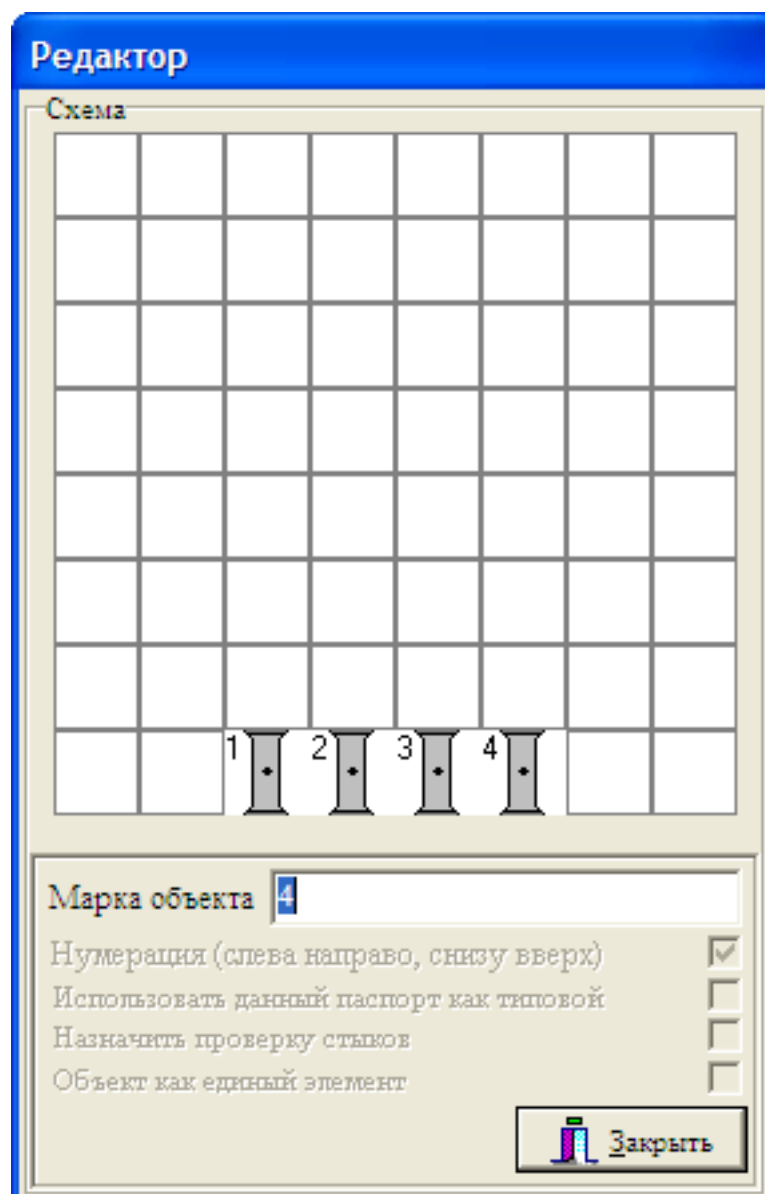 Редактор
Схема
1 2 3 4
Марка объекта 4
Нумерация (слева направо, снизу вверх)
Использовать данный паспорт как типовой
Назначить проверку стыков
Объект как единый элемент
Закрыть